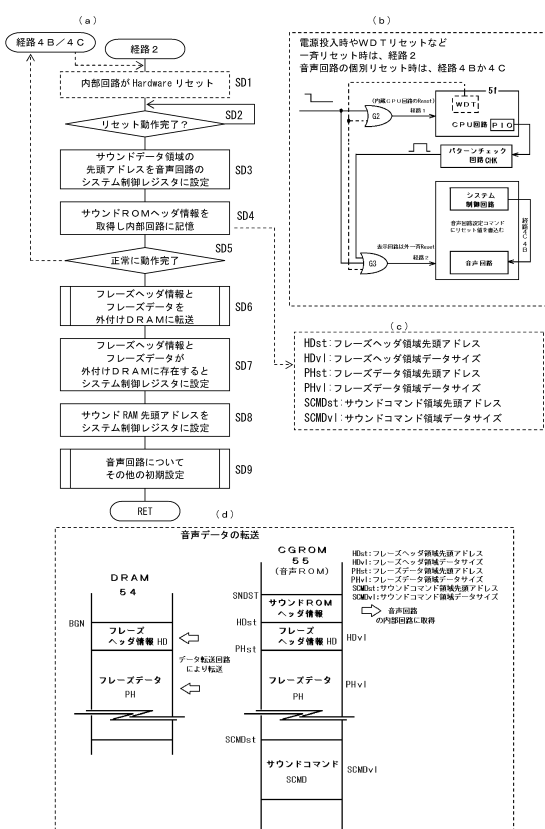 (a)
経路4B/4C
経路2
内部回路が Hardware リセット
SD1
リセット動作完了?
SD2
サウンドデータ領域の
先頭アドレスを音声回路の
システム制御レジスタに設定
SD3
サウンドROMヘッダ情報を
取得し内部回路に記憶
SD4
正常に動作完了
SD5
フレーズヘッダ情報と
フレーズデータを
外付けDRAMに転送
SD6
フレーズヘッダ情報と
フレーズデータが
外付けDRAMに存在すると
システム制御レジスタに設定
SD7
サウンド RAM 先頭アドレスを
システム制御レジスタに設定
SD8
音声回路について
その他の初期設定
SD9
RET
(b)
電源投入時やWDTリセットなど
一斉リセット時は、経路2
音声回路の個別リセット時は、経路4Bか4C
51
(内蔵CPU回路のReset)
経路1
G2
WDT
CPU回路
PIO
パターンチェック
回路CHK
システム
制御回路
音声回路設定コマンド
にリセット値を書込む
経路4C 4B
表示回路以外一斉Reset
経路2
G3
音声回路
(c)
HDst:フレーズヘッダ領域先頭アドレス
HDvl:フレーズヘッダ領域データサイズ
PHst:フレーズデータ領域先頭アドレス
PHvl:フレーズデータ領域データサイズ
SCMDst:サウンドコマンド領域先頭アドレス
SCMDvl:サウンドコマンド領域データサイズ
(d)
音声データの転送
DRAM
54
BGN
フレーズ
ヘッダ情報 HD
フレーズデータ
PH
データ転送回路
により転送
CGROM
55
(音声ROM)
SNDST
サウンドROM
ヘッダ情報
HDst
フレーズ
ヘッダ情報 HD
HDvl
PHst
フレーズデータ
PH
PHvl
SCMDst
サウンドコマンド
SCMD
SCMDvl
HDst:フレーズヘッダ領域先頭アドレス
HDvl:フレーズヘッダ領域データサイズ
PHst:フレーズデータ領域先頭アドレス
PHvl:フレーズデータ領域データサイズ
SCMDst:サウンドコマンド領域先頭アドレス
SCMDvl:サウンドコマンド領域データサイズ
音声回路
の内部回路に取得